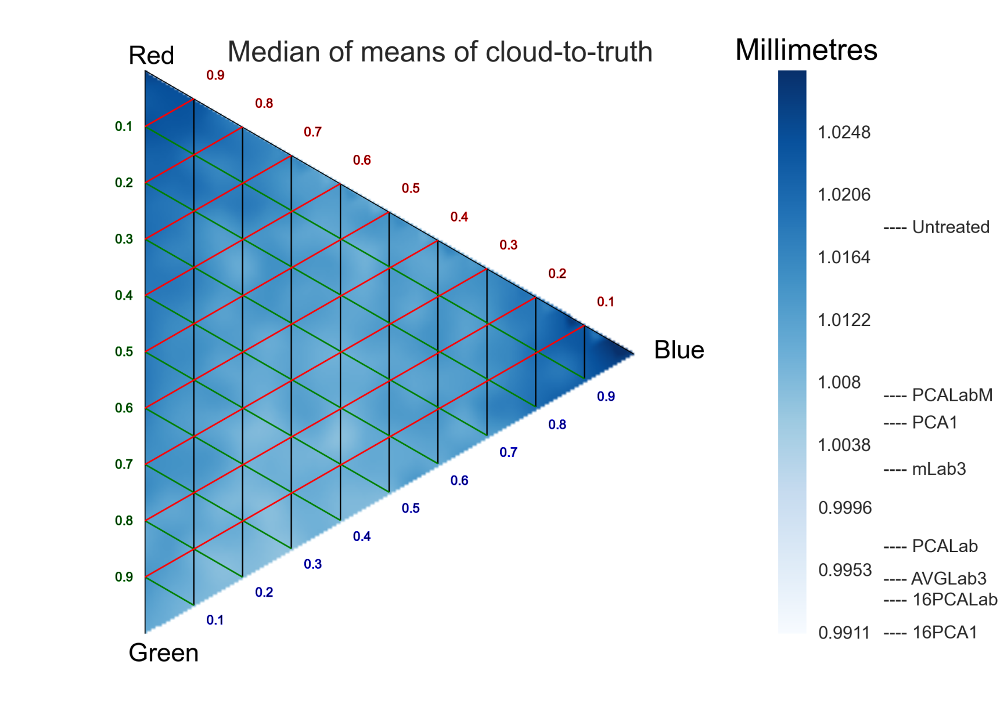 Median of means of cloud-to-truth
Millimetres
Red
0.9
0.8
0.7
0.6
0.5
0.4
0.3
0.2
0.1
0.1
0.2
0.3
0.4
0.5
0.6
0.7
0.8
0.9
Blue
0.9
0.8
0.7
0.6
0.5
0.4
0.3
0.2
0.1
Green
1.0248
1.0206
1.0164
1.0122
1.008
1.0038
0.9996
0.9953
0.9911
---- Untreated
---- PCALabM
---- PCA1
---- mLab3
---- PCALab
---- AVGLab3
---- 16PCALab
---- 16PCA1